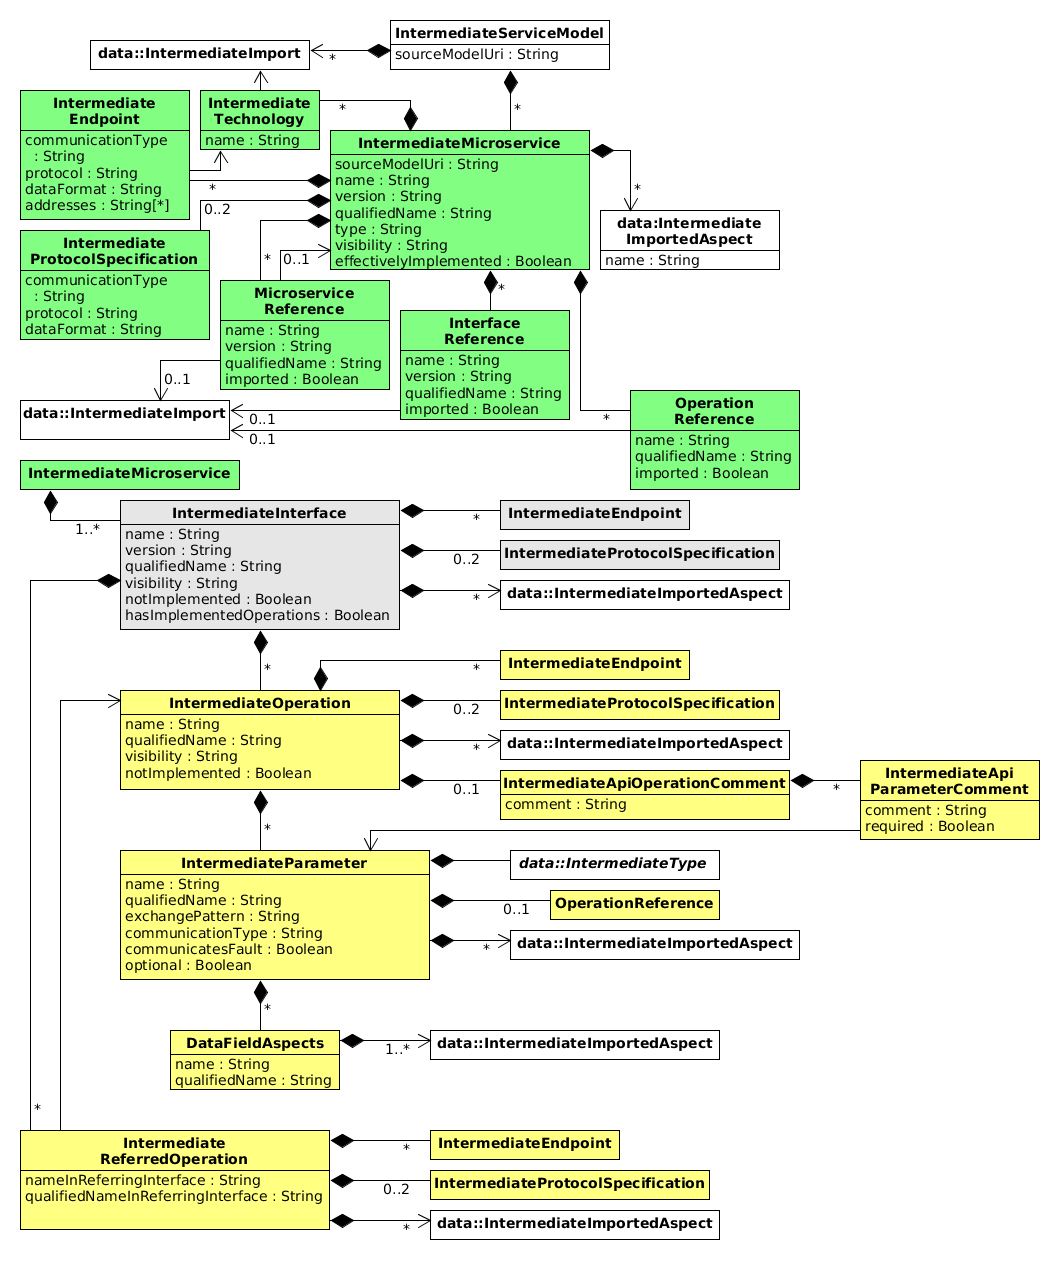 IntermediateServiceModel
sourceModelUri : String
data::IntermediateImport
*
*
Intermediate
Endpoint
communicationType
: String
protocol : String
dataFormat : String
addresses : String[*]
Intermediate
Technology
name : String
*
IntermediateMicroservice
sourceModelUri : String
name : String
version : String
qualifiedName : String
type : String
visibility : String
effectivelyImplemented : Boolean
*
*
0..2
data:Intermediate
ImportedAspect
name : String
Intermediate
ProtocolSpecification
communicationType
: String
protocol : String
dataFormat : String
*
0..1
Microservice
Reference
name : String
version : String
qualifiedName : String
imported : Boolean
*
Interface
Reference
name : String
version : String
qualifiedName : String
imported : Boolean
0..1
data::IntermediateImport
0..1
0..1
*
Operation
Reference
name : String
qualifiedName : String
imported : Boolean
IntermediateMicroservice
1..*
IntermediateInterface
name : String
version : String
qualifiedName : String
visibility : String
notImplemented : Boolean
hasImplementedOperations : Boolean
*
IntermediateEndpoint
0..2
IntermediateProtocolSpecification
*
data::IntermediateImportedAspect
*
*
IntermediateEndpoint
IntermediateOperation
name : String
qualifiedName : String
visibility : String
notImplemented : Boolean
0..2
IntermediateProtocolSpecification
*
data::IntermediateImportedAspect
0..1
IntermediateApiOperationComment
comment : String
*
IntermediateApi
ParameterComment
comment : String
required : Boolean
*
IntermediateParameter
name : String
qualifiedName : String
exchangePattern : String
communicationType : String
communicatesFault : Boolean
optional : Boolean
data::IntermediateType
0..1
OperationReference
*
data::IntermediateImportedAspect
*
DataFieldAspects
name : String
qualifiedName : String
1..*
data::IntermediateImportedAspect
*
Intermediate
ReferredOperation
nameInReferringInterface : String
qualifiedNameInReferringInterface : String
*
IntermediateEndpoint
0..2
IntermediateProtocolSpecification
*
data::IntermediateImportedAspect